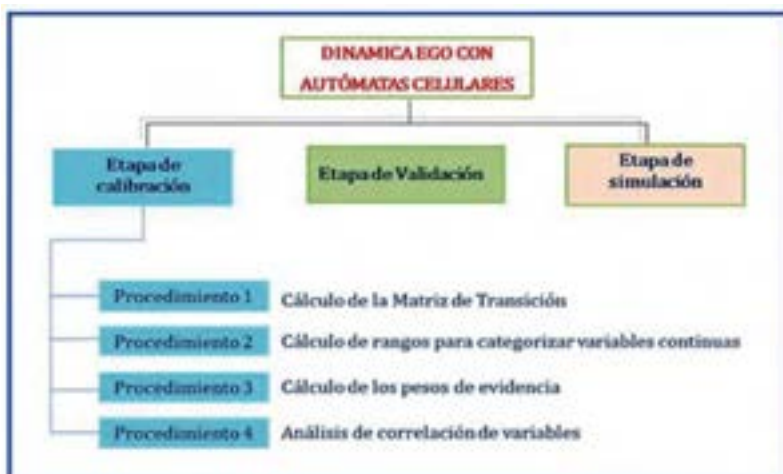 DINAMICA EGO CON
AUTÓMATAS CELULARES
Etapa de
calibración
Etapa de Validación
Etapa de
simulación
Procedimiento 1 Cálculo de la Matriz de Transición
Procedimiento 2 Cálculo de rangos para categorizar variables continuas
Procedimiento 3 Cálculo de los pesos de evidencia
Procedimiento 4 Análisis de correlación de variables